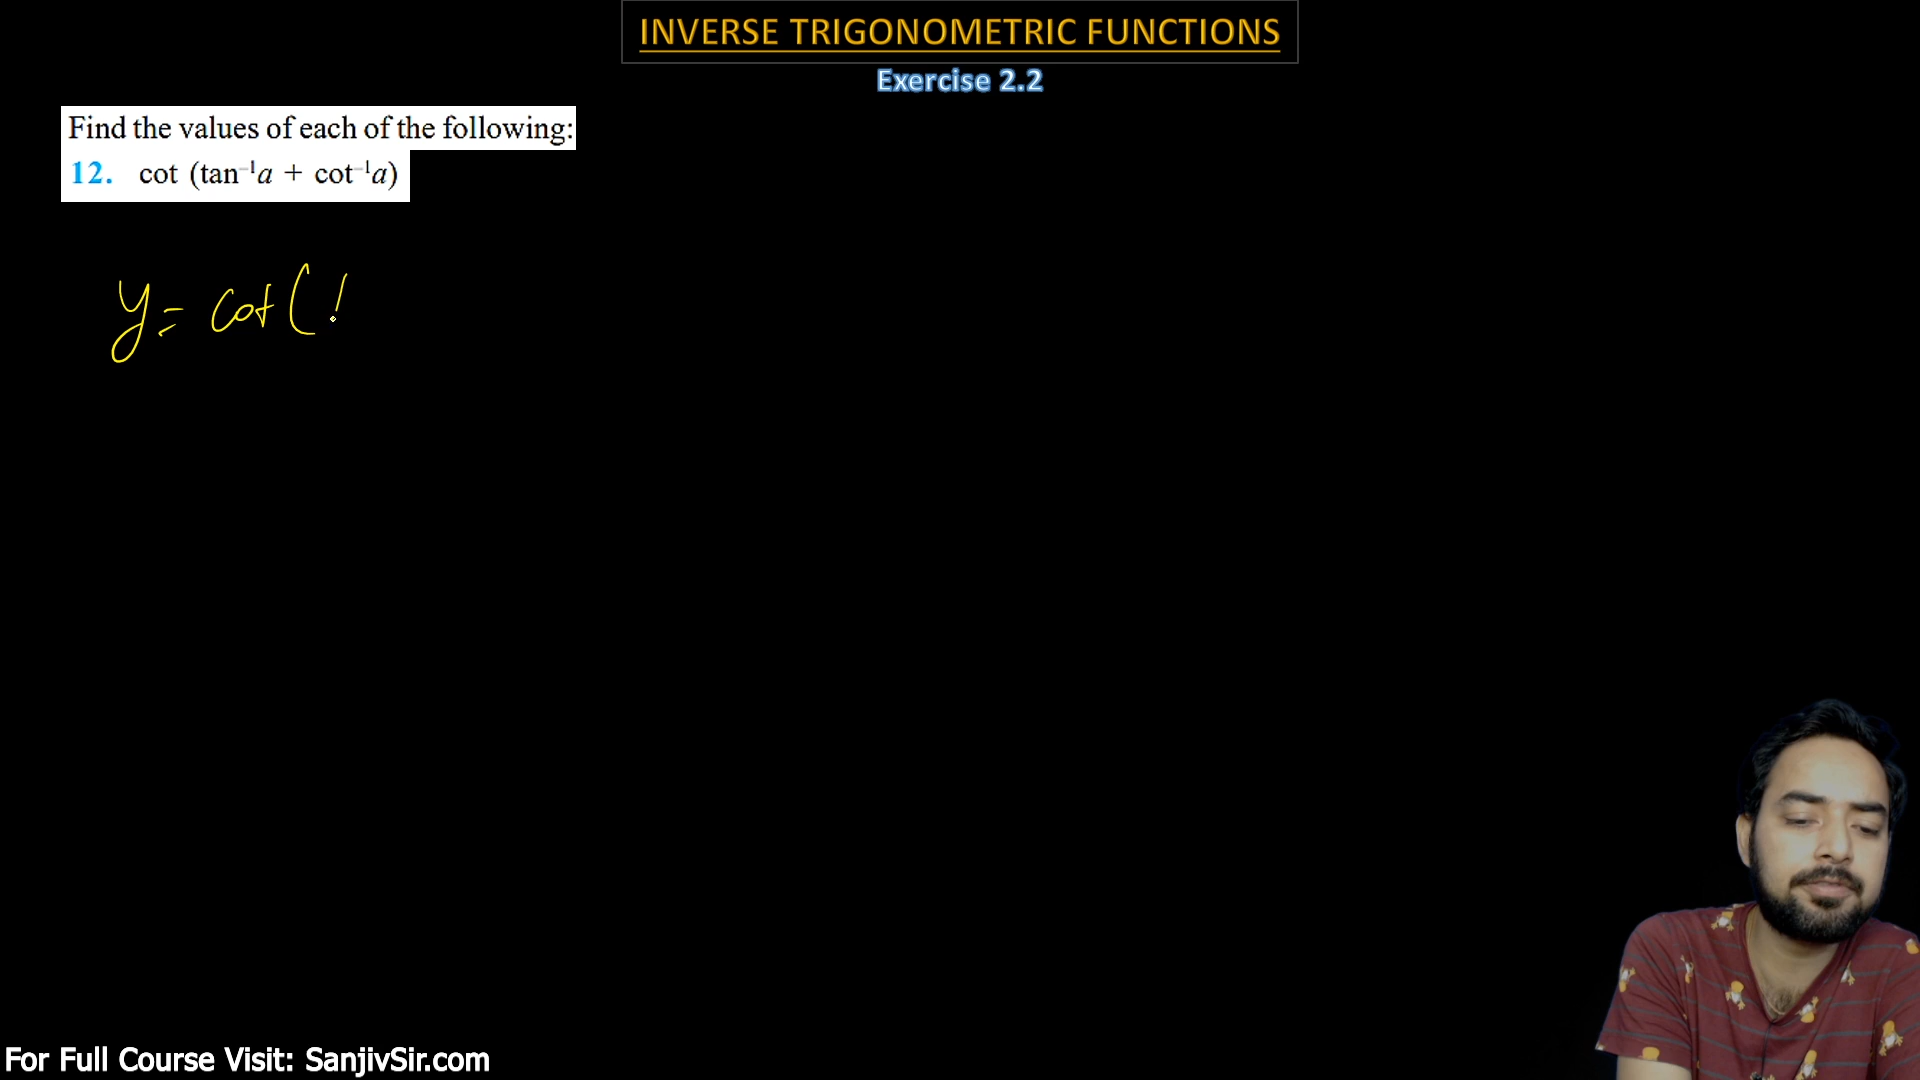 INVERSE TRIGONOMETRIC FUNCTIONS
Exercise 2.2
Find the values of each of the following:
12. cot (tan⁻¹a + cot⁻¹a)
y = cot (
For Full Course Visit: SanjivSir.com